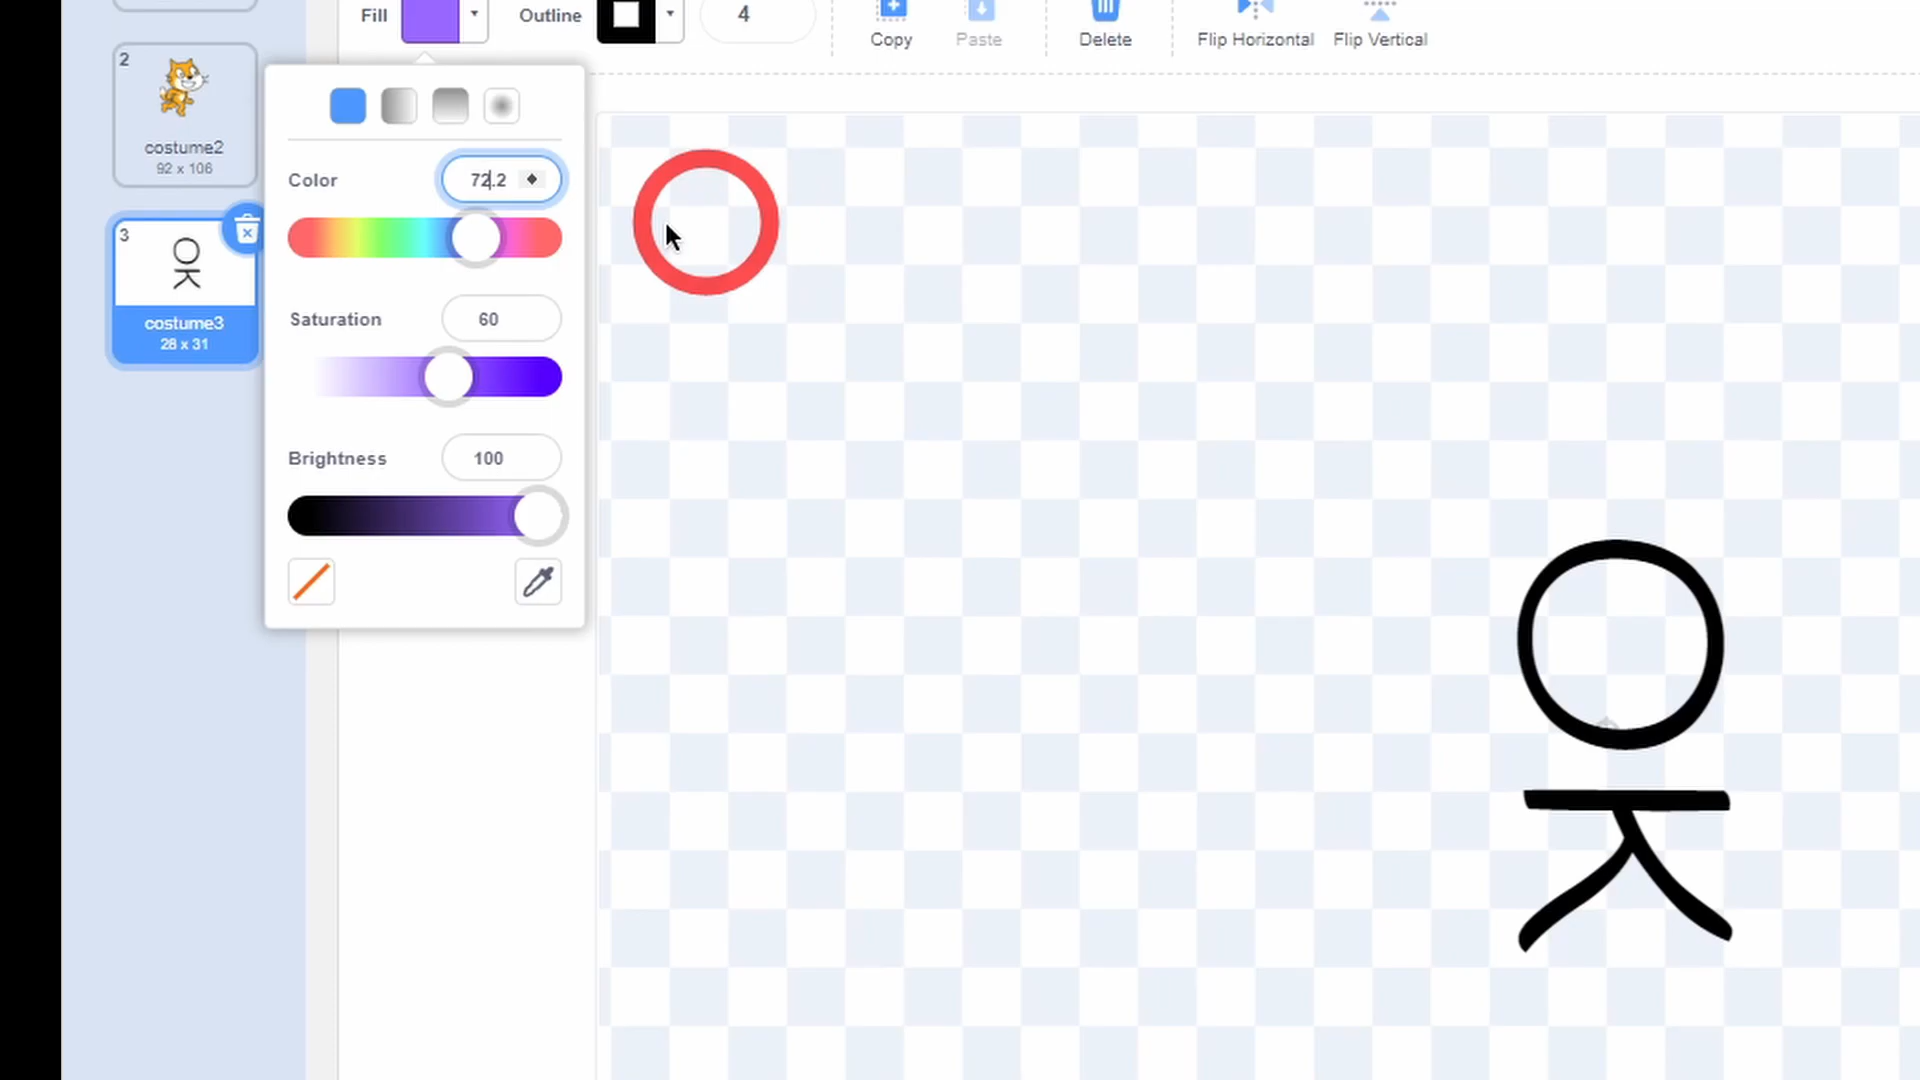 Fill
Outline
4
Copy
Paste
Delete
Flip Horizontal
Flip Vertical
2
costume2
92 x 106
3
ㅇ
ㅈ
costume3
28 x 31
Color
72.2
Saturation
60
Brightness
100
ㅇ
ㅈ